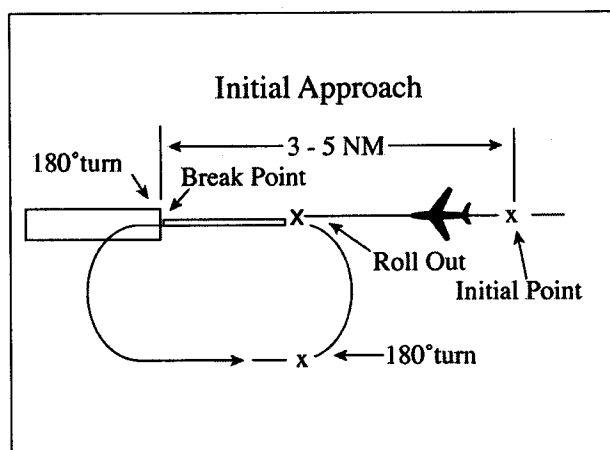 Initial Approach
3 - 5 NM
180°turn
Break Point
X
x
Roll Out
Initial Point
x
180°turn